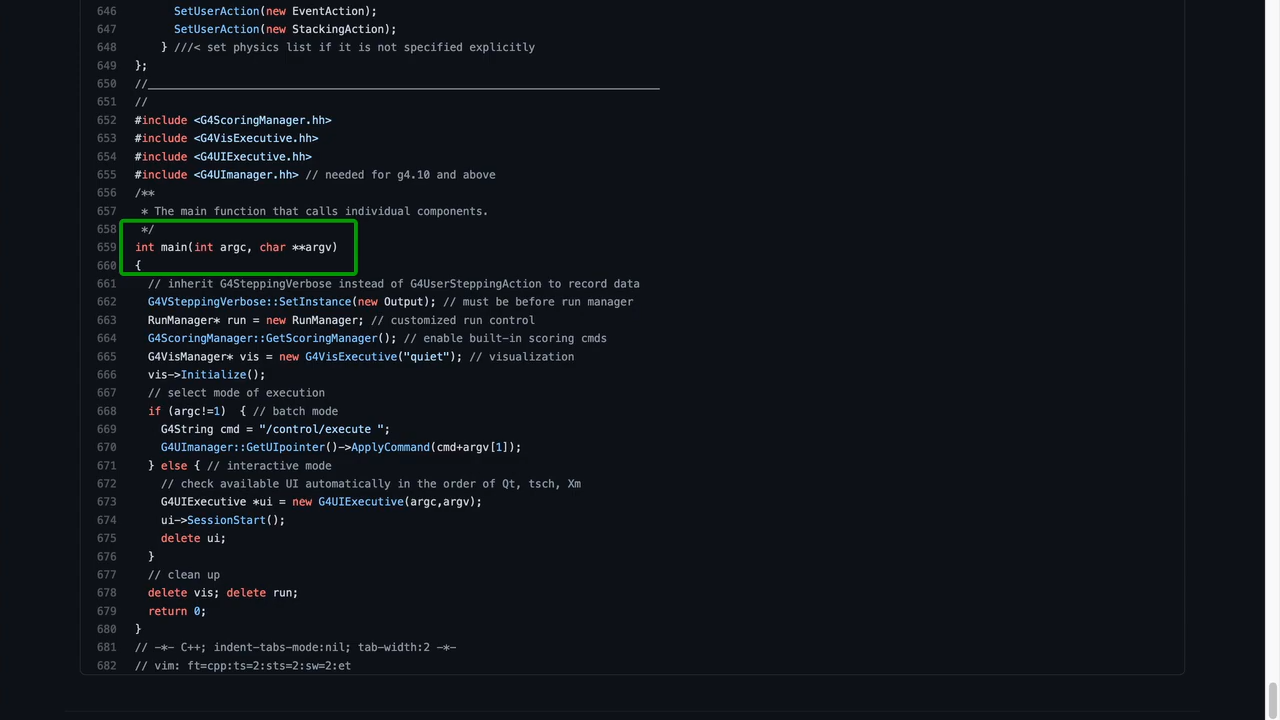 646 SetUserAction(new EventAction);
647 SetUserAction(new StackingAction);
648 } ///< set physics list if it is not specified explicitly
649 };
650 //______________________________________________________________________________
651 //
652 #include <G4ScoringManager.hh>
653 #include <G4VisExecutive.hh>
654 #include <G4UIExecutive.hh>
655 #include <G4UImanager.hh> // needed for g4.10 and above
656 /**
657 * The main function that calls individual components.
658 */
659 int main(int argc, char **argv)
660 {
661 // inherit G4SteppingVerbose instead of G4UserSteppingAction to record data
662 G4VSteppingVerbose::SetInstance(new Output); // must be before run manager
663 RunManager* run = new RunManager; // customized run control
664 G4ScoringManager::GetScoringManager(); // enable built-in scoring cmds
665 G4VisManager* vis = new G4VisExecutive("quiet"); // visualization
666 vis->Initialize();
667 // select mode of execution
668 if (argc!=1)  { // batch mode
669 G4String cmd = "/control/execute ";
670 G4UImanager::GetUIpointer()->ApplyCommand(cmd+argv[1]);
671 } else { // interactive mode
672 // check available UI automatically in the order of Qt, tsch, Xm
673 G4UIExecutive *ui = new G4UIExecutive(argc,argv);
674 ui->SessionStart();
675 delete ui;
676 }
677 // clean up
678 delete vis; delete run;
679 return 0;
680 }
681 // -*- C++; indent-tabs-mode:nil; tab-width:2 -*-
682 // vim: ft=cpp:ts=2:sts=2:sw=2:et